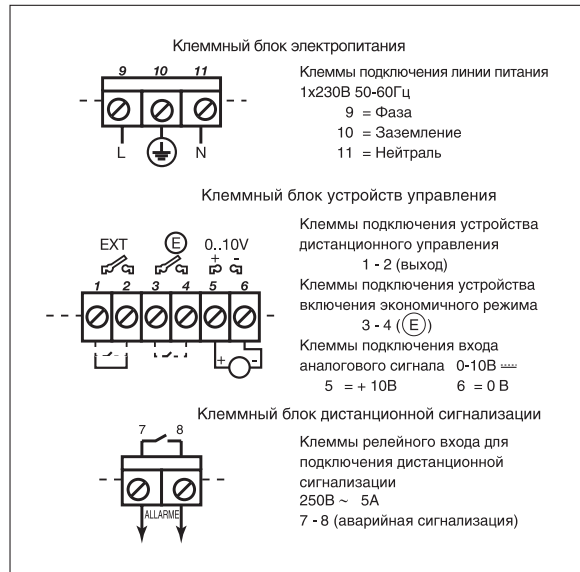 Клеммный блок электропитания
9 10 11
L N
Клеммы подключения линии питания
1x230В 50-60Гц
9 = Фаза
10 = Заземление
11 = Нейтраль
Клеммный блок устройств управления
EXT E 0..10V
+ -
1 2 3 4 5 6
+ -
Клеммы подключения устройства
дистанционного управления
1 - 2 (выход)
Клеммы подключения устройства
включения экономичного режима
3 - 4 (E)
Клеммы подключения входа
аналогового сигнала 0-10В
5 = + 10В 6 = 0 В
Клеммный блок дистанционной сигнализации
7 8
ALLARME
Клеммы релейного входа для
подключения дистанционной
сигнализации
250В ~ 5А
7 - 8 (аварийная сигнализация)